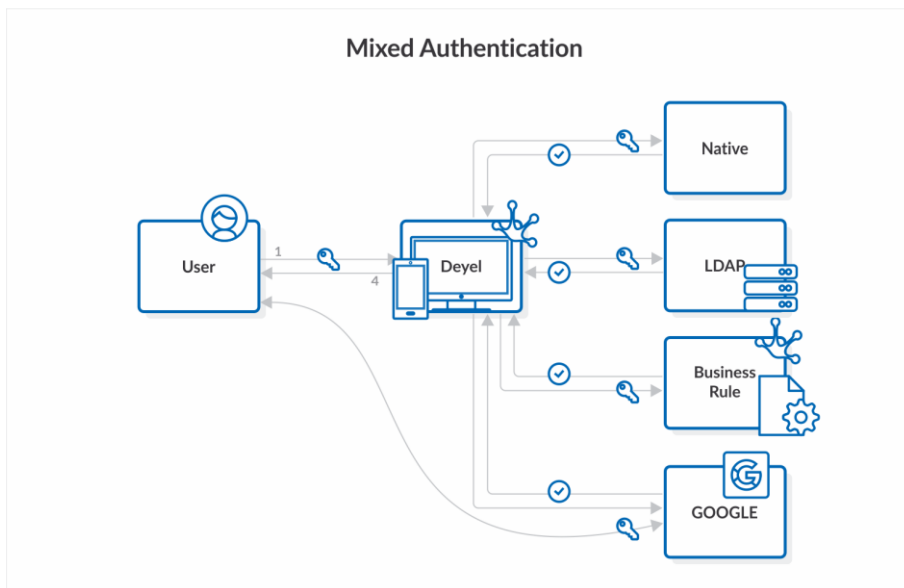 Mixed Authentication
Native
User
1
4
Deyel
LDAP
Business
Rule
GOOGLE